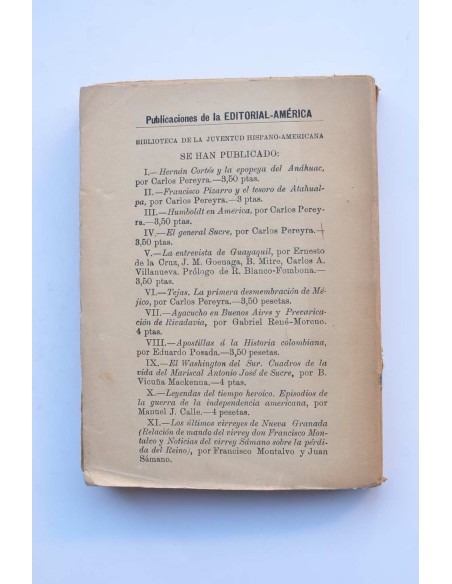 Publicaciones de la EDITORIAL-AMÉRICA
BIBLIOTECA DE LA JUVENTUD HISPANO-AMERICANA
SE HAN PUBLICADO:
I.—Hernán Cortés y la epopeya del Anáhuac,
por Carlos Pereyra.—3,50 ptas.
II.—Francisco Pizarro y el tesoro de Atahual-
pa, por Carlos Pereyra.—3 ptas.
III.—Humboldt en América, por Carlos Perey-
ra.—3,50 ptas.
IV.—El general Sucre, por Carlos Pereyra.—
3,50 ptas.
V.—La entrevista de Guayaquil, por Ernesto
de la Cruz, J. M. Goenaga, B. Mitre, Carlos A.
Villanueva. Prólogo de R. Blanco-Fombona.—
3,50 ptas.
VI.—Tejas. La primera desmembración de Mé-
jico, por Carlos Pereyra.—3,50 pesetas.
VII.—Ayacucho en Buenos Aires y Prevarica-
ción de Rivadavia, por Gabriel René-Moreno.
4 ptas.
VIII.—Apostillas á la Historia colombiana,
por Eduardo Posada.—3,50 pesetas.
IX.—El Washington del Sur. Cuadros de la
vida del Mariscal Antonio José de Sucre, por B.
Vicuña Mackenna.—4 ptas.
X.—Leyendas del tiempo heroico. Episodios de
la guerra de la independencia americana, por
Manuel J. Calle.—4 pesetas.
XI.—Los últimos virreyes de Nueva Granada
(Relación de mando del virrey don Francisco Mon-
talvo y Noticias del virrey Sámano sobre la pérdi-
da del Reino), por Francisco Montalvo y Juan
Sámano.